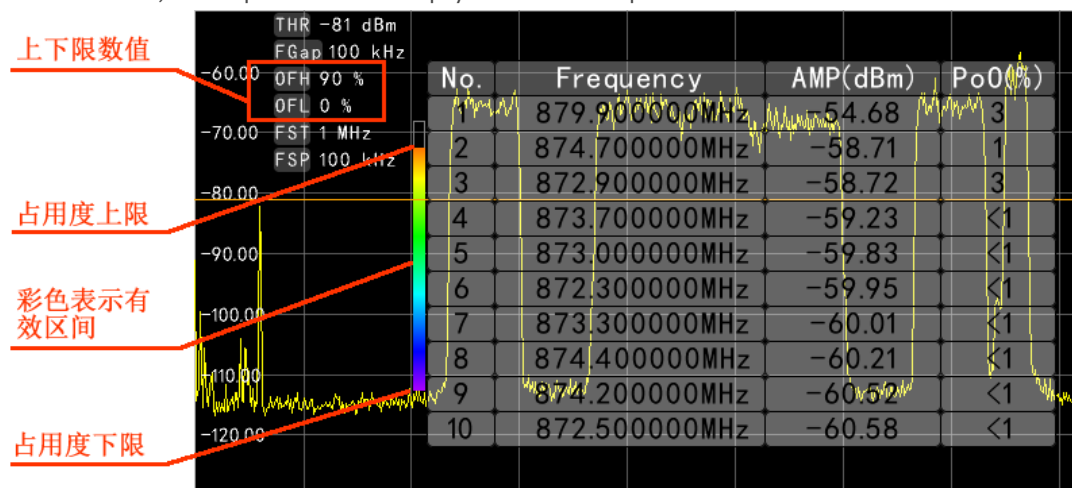 THR -81 dBm
上下限数值
FGap 100 kHz
-60.00
OFH 90 %
No. Frequency AMP(dBm) PoO(%)
OFL 0 %
1 879.900000MHz -54.68 3
-70.00
FST 1 MHz
2 874.700000MHz -58.71 1
FSP 100 kHz
3 872.900000MHz -58.72 3
-80.00
占用度上限
4 873.700000MHz -59.23 <1
-90.00
5 873.000000MHz -59.83 <1
彩色表示有
效区间
6 872.300000MHz -59.95 <1
-100.00
7 873.300000MHz -60.01 <1
8 874.400000MHz -60.21 <1
-110.00
9 874.200000MHz -60.52 <1
占用度下限
-120.00
10 872.500000MHz -60.58 <1